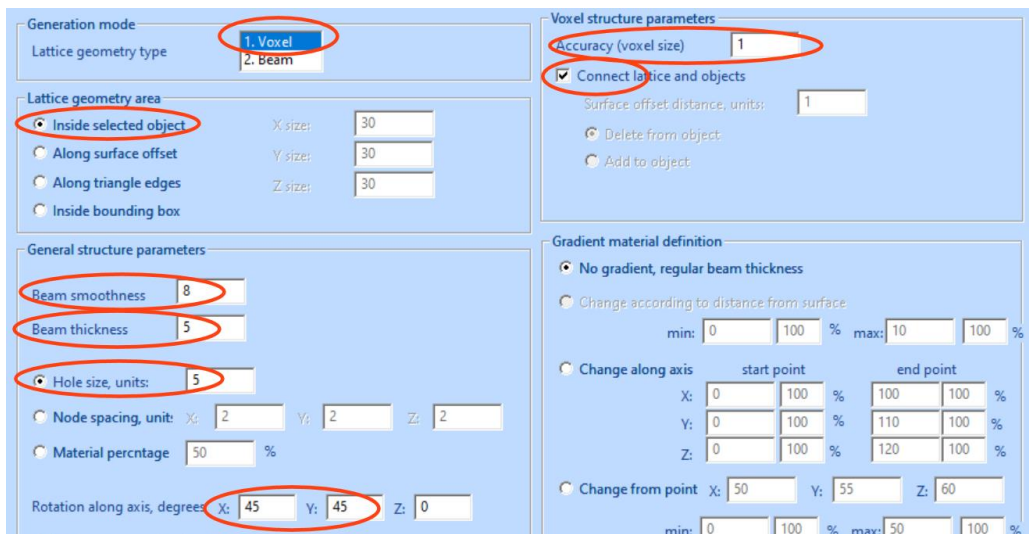 Generation mode
Lattice geometry type
1. Voxel
2. Beam
Lattice geometry area
Inside selected object X size: 30
Along surface offset Y size: 30
Along triangle edges Z size: 30
Inside bounding box
General structure parameters
Beam smoothness 8
Beam thickness 5
Hole size, units: 5
Node spacing, unit: X: 2 Y: 2 Z: 2
Material percntage 50 %
Rotation along axis, degrees X: 45 Y: 45 Z: 0
Voxel structure parameters
Accuracy (voxel size) 1
Connect lattice and objects
Surface offset distance, units: 1
Delete from object
Add to object
Gradient material definition
No gradient, regular beam thickness
Change according to distance from surface
min: 0 100 % max: 10 100 %
Change along axis start point end point
X: 0 100 % 100 100 %
Y: 0 100 % 110 100 %
Z: 0 100 % 120 100 %
Change from point X: 50 Y: 55 Z: 60
min: 0 100 % max: 50 100 %